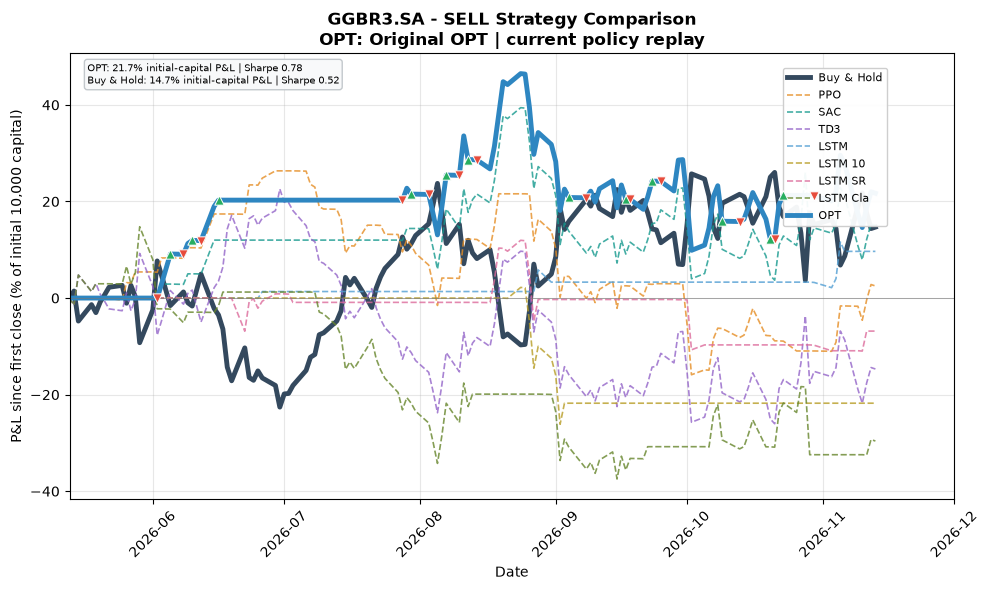 GGBR3.SA - SELL Strategy Comparison
OPT: Original OPT | current policy replay
OPT: 21.7% initial-capital P&L | Sharpe 0.78
Buy & Hold: 14.7% initial-capital P&L | Sharpe 0.52
Buy & Hold
PPO
SAC
TD3
LSTM
LSTM 10
LSTM SR
LSTM Cla
OPT
P&L since first close (% of initial 10,000 capital)
40
20
0
−20
−40
2026-06
2026-07
2026-08
2026-09
2026-10
2026-11
2026-12
Date